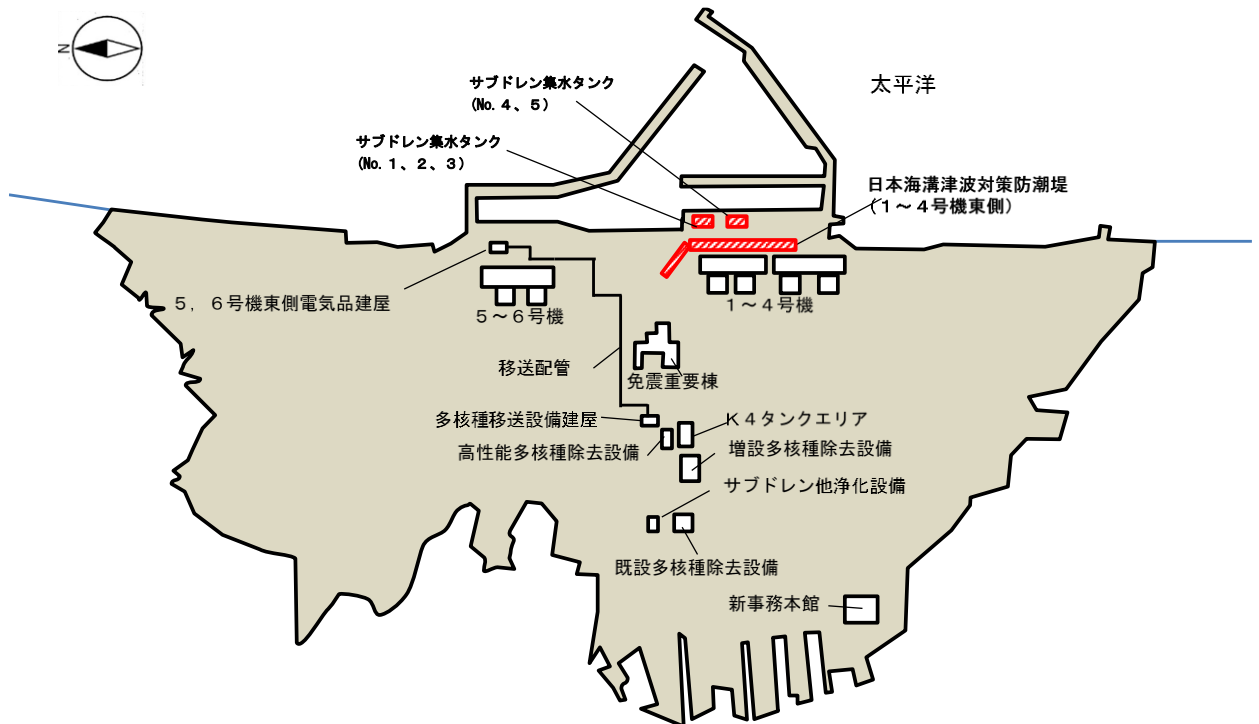 N
太平洋
サブドレン集水タンク
(No.４、５)
サブドレン集水タンク
(No.１、２、３)
日本海溝津波対策防潮堤
(１～４号機東側)
５，６号機東側電気品建屋
５～６号機
１～４号機
移送配管
免震重要棟
多核種移送設備建屋
K４タンクエリア
高性能多核種除去設備
増設多核種除去設備
サブドレン他浄化設備
既設多核種除去設備
新事務本館